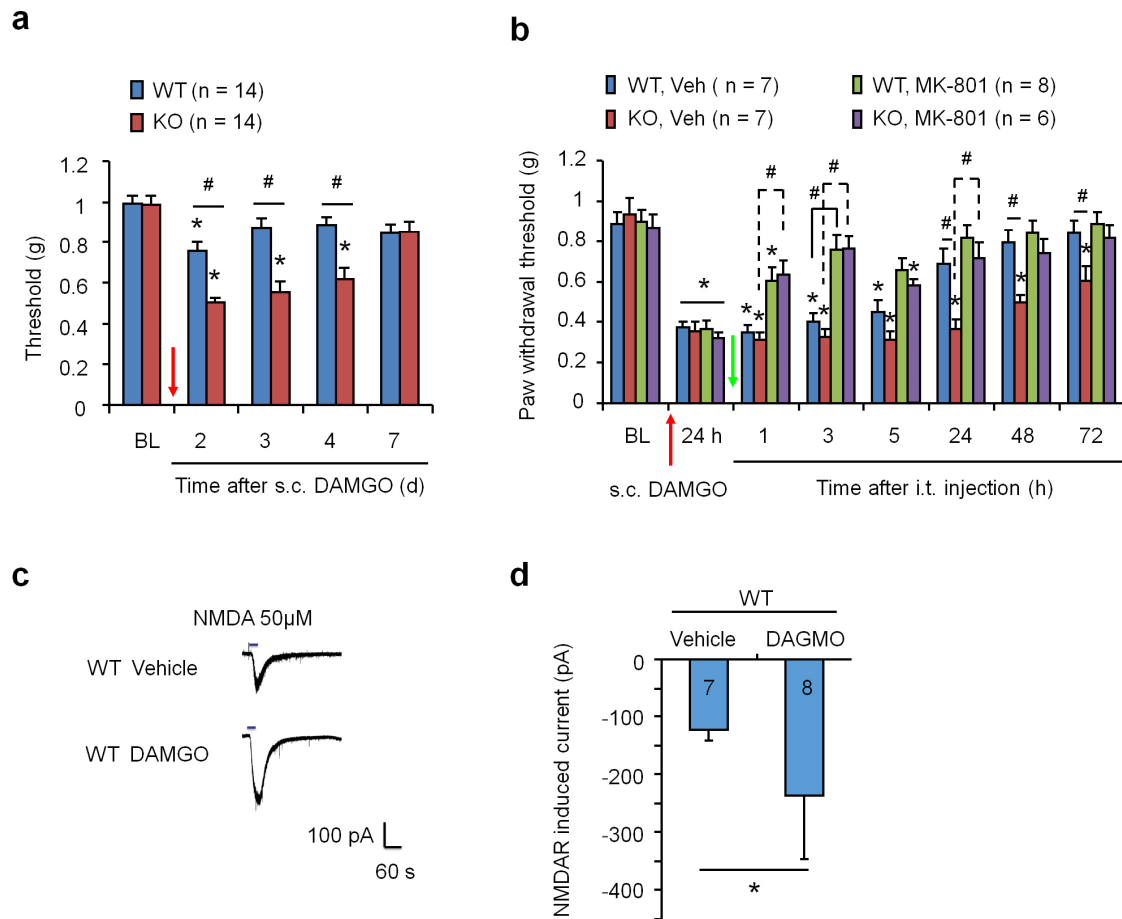 a
WT (n = 14)
KO (n = 14)
Threshold (g)
1.2
1
0.8
0.6
0.4
0.2
0
# # #
* * * *
BL 2 3 4 7
Time after s.c. DAMGO (d)
b
WT, Veh ( n = 7) WT, MK-801 (n = 8)
KO, Veh (n = 7) KO, MK-801 (n = 6)
Paw withdrawal threshold (g)
1.2
1
0.8
0.6
0.4
0.2
0
# # # # # # #
* * * * * * * * * * * * *
BL 24 h 1 3 5 24 48 72
s.c. DAMGO Time after i.t. injection (h)
c
NMDA 50μM
WT Vehicle
WT DAMGO
100 pA
60 s
d
WT
Vehicle DAGMO
NMDAR induced current (pA)
0
-100
-200
-300
-400
7 8
*